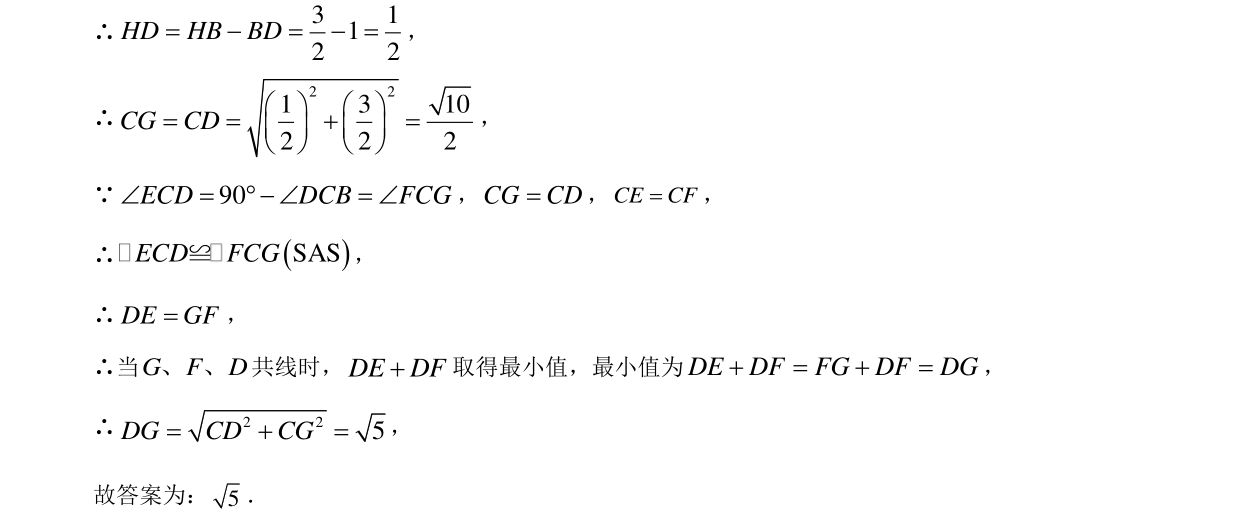 ∴ HD = HB − BD = 3/2 − 1 = 1/2，
∴ CG = CD = √((1/2)² + (3/2)²) = √10/2，
∵ ∠ECD = 90° − ∠DCB = ∠FCG，CG = CD，CE = CF，
∴ □ECD≌□FCG(SAS)，
∴ DE = GF，
∴当G、F、D共线时，DE + DF 取得最小值，最小值为DE + DF = FG + DF = DG，
∴ DG = √(CD² + CG²) = √5，
故答案为：√5．